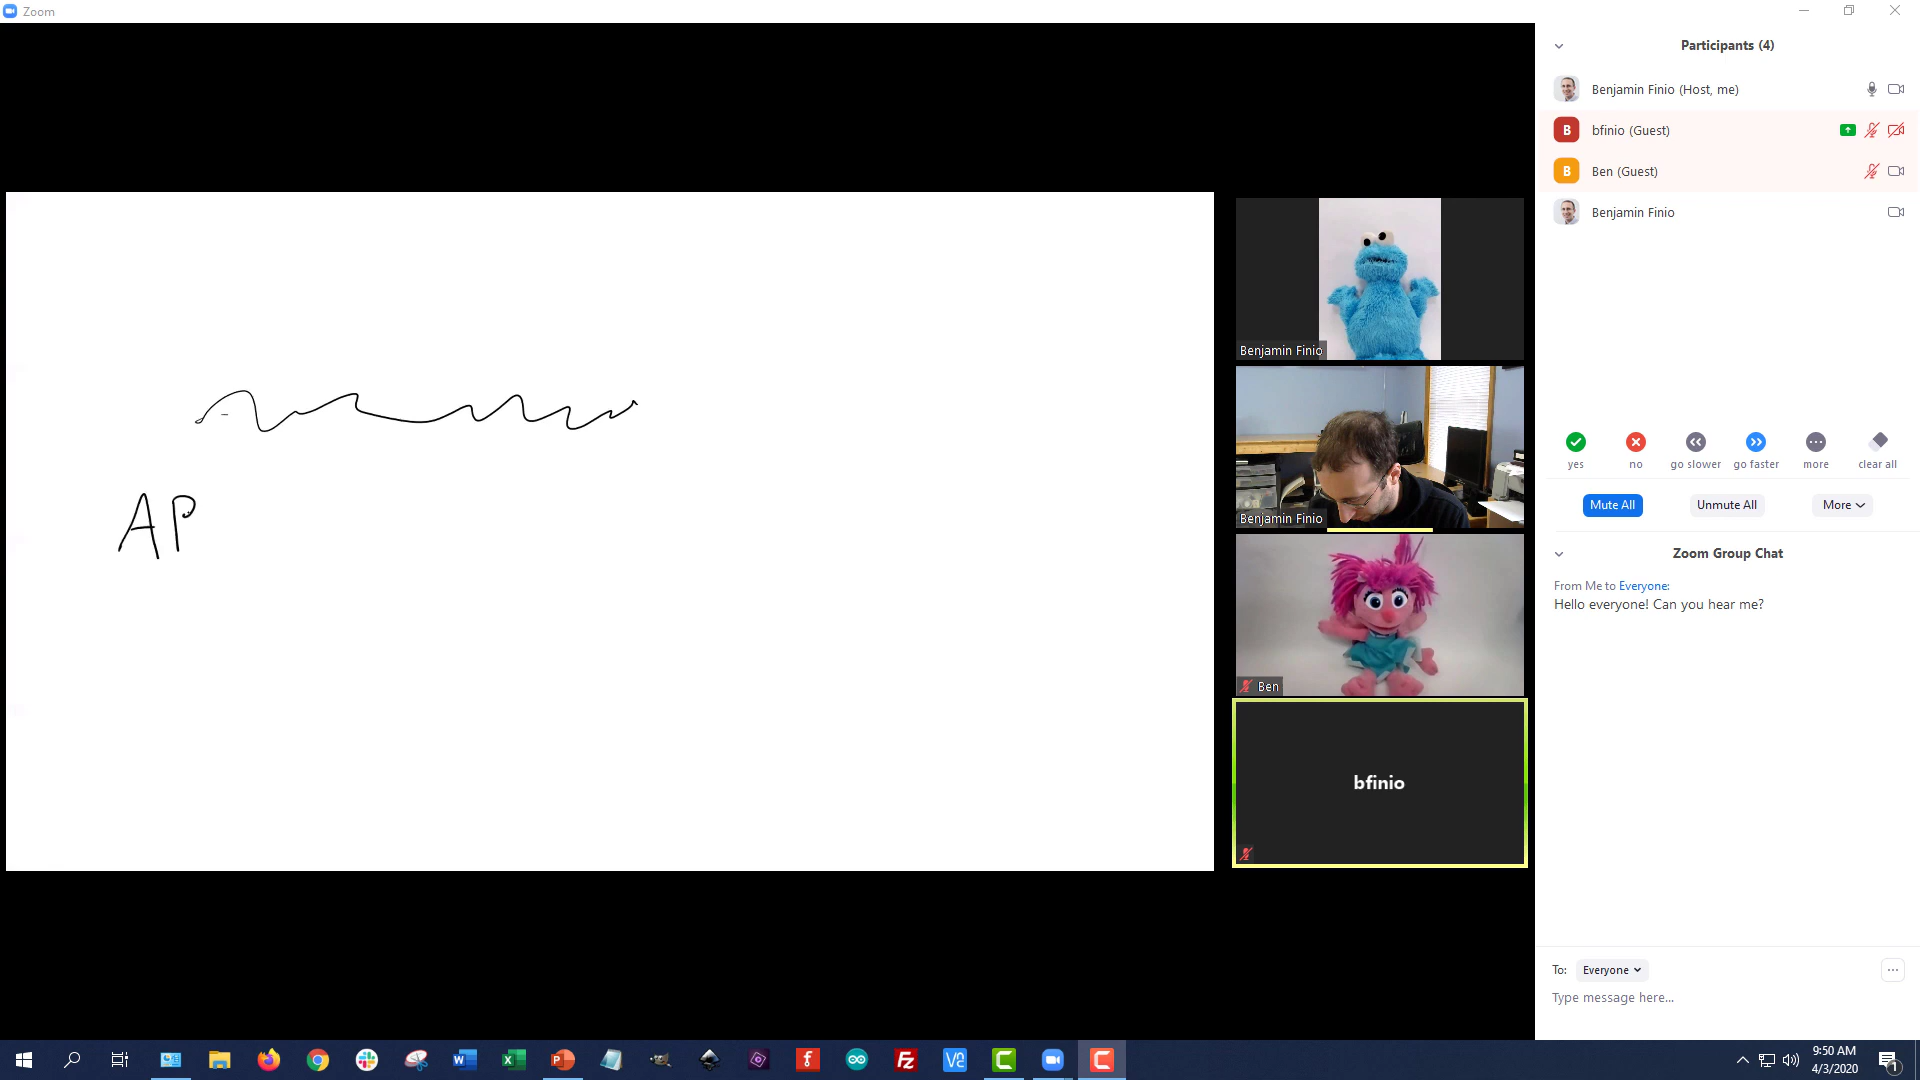 Zoom
Participants (4)
Benjamin Finio (Host, me)
B bfinio (Guest)
B Ben (Guest)
Benjamin Finio
Benjamin Finio
AP
Benjamin Finio
Ben
bfinio
yes no go slower go faster more clear all
Mute All Unmute All More
Zoom Group Chat
From Me to Everyone:
Hello everyone! Can you hear me?
To: Everyone
Type message here...
9:50 AM
4/3/2020
1